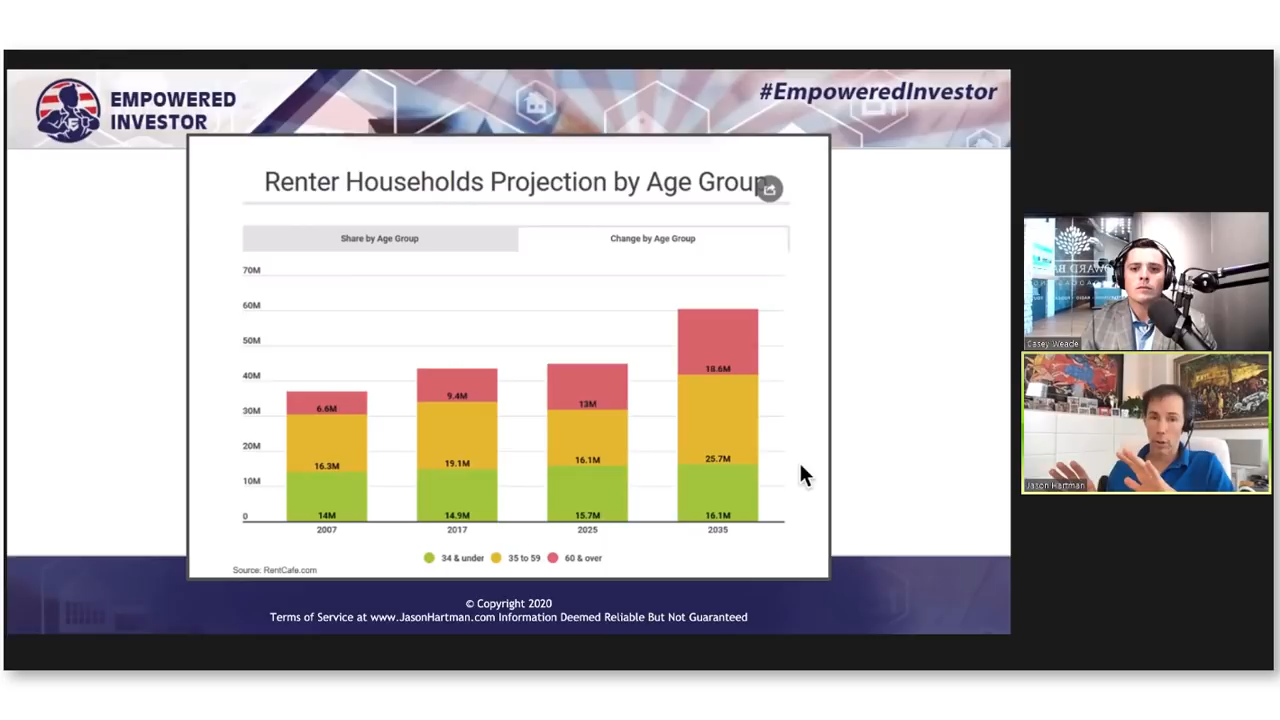 EMPOWERED
INVESTOR
#EmpoweredInvestor
Renter Households Projection by Age Group
Share by Age Group
Change by Age Group
70M
60M
50M
40M
30M
20M
10M
0
6.6M
16.3M
14M
9.4M
19.1M
14.9M
13M
16.1M
15.7M
18.6M
25.7M
16.1M
2007
2017
2025
2035
34 & under
35 to 59
60 & over
Source: RentCafe.com
© Copyright 2020
Terms of Service at www.JasonHartman.com Information Deemed Reliable But Not Guaranteed
Casey Weade
Jason Hartman